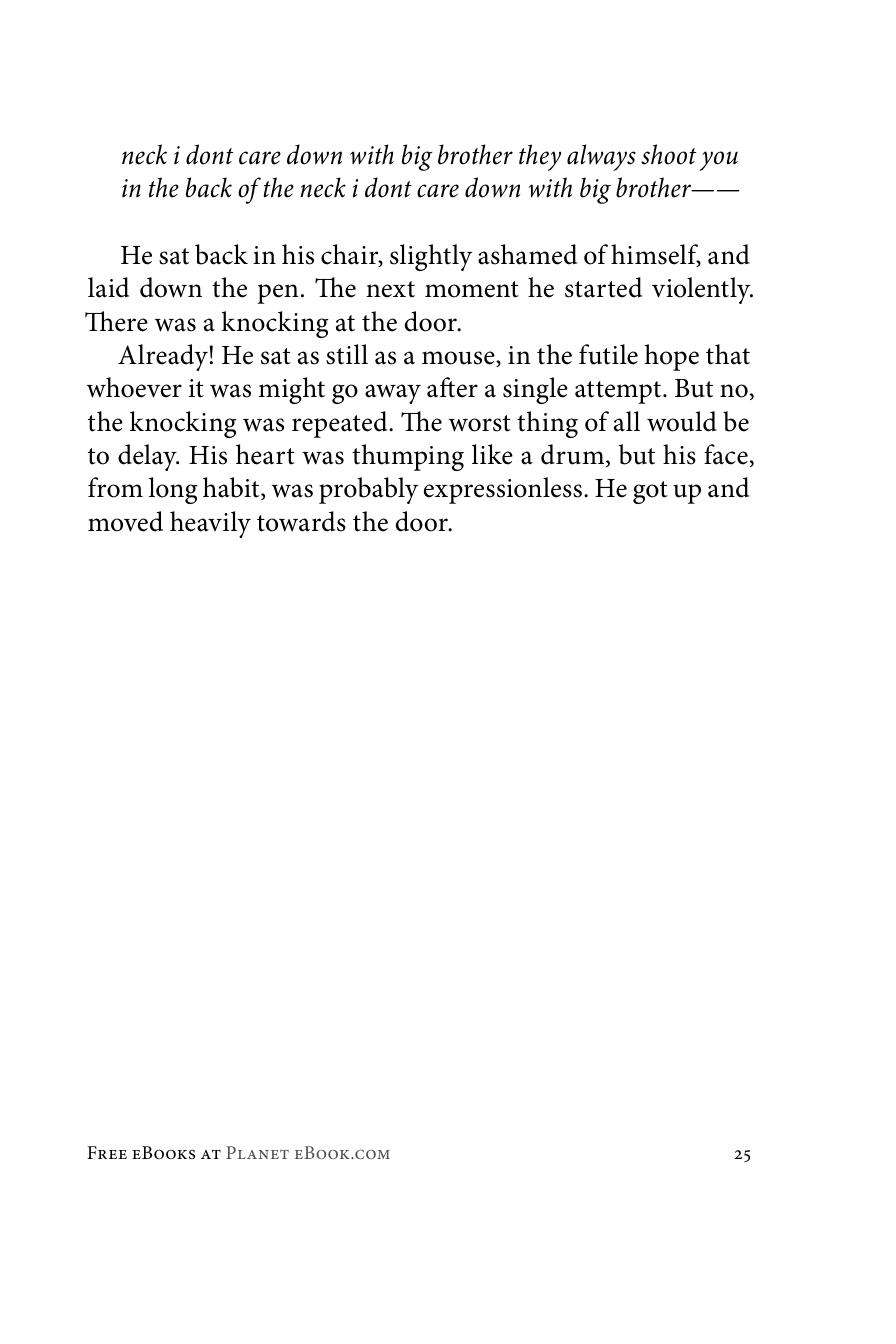 neck i dont care down with big brother they always shoot you
in the back of the neck i dont care down with big brother——
He sat back in his chair, slightly ashamed of himself, and
laid down the pen. The next moment he started violently.
There was a knocking at the door.
Already! He sat as still as a mouse, in the futile hope that
whoever it was might go away after a single attempt. But no,
the knocking was repeated. The worst thing of all would be
to delay. His heart was thumping like a drum, but his face,
from long habit, was probably expressionless. He got up and
moved heavily towards the door.
Free eBooks at Planet eBook.com 25